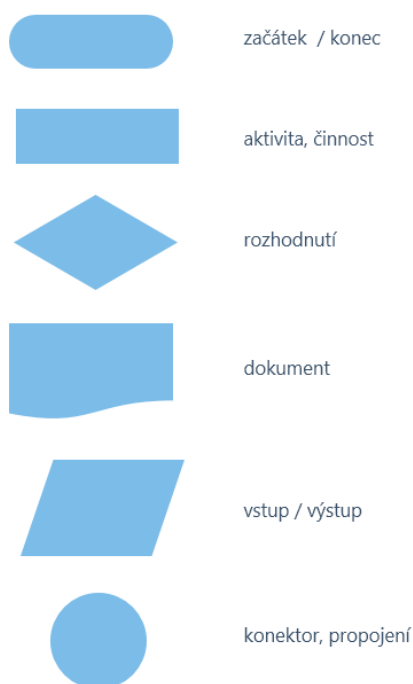 začátek / konec
aktivita, činnost
rozhodnutí
dokument
vstup / výstup
konektor, propojení